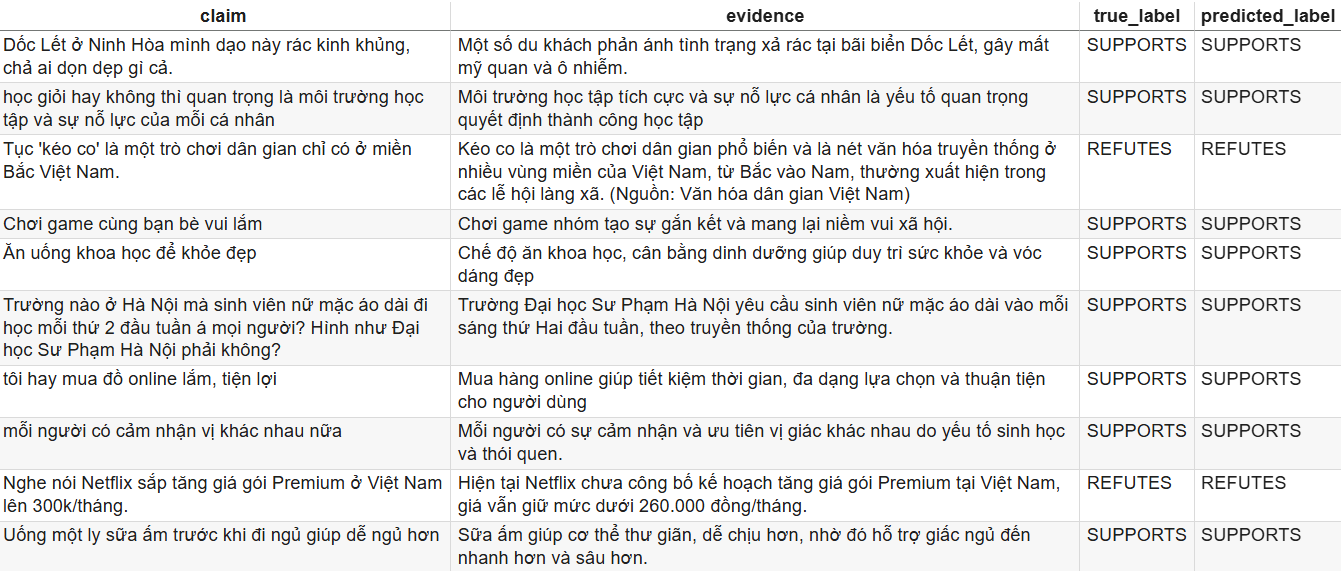 claim evidence true_label predicted_label
Dốc Lết ở Ninh Hòa mình dạo này rác kinh khủng, Một số du khách phản ánh tình trạng xả rác tại bãi biển Dốc Lết, gây mất SUPPORTS SUPPORTS
chả ai dọn dẹp gì cả. mỹ quan và ô nhiễm.
học giỏi hay không thì quan trọng là môi trường học Môi trường học tập tích cực và sự nỗ lực cá nhân là yếu tố quan trọng SUPPORTS SUPPORTS
tập và sự nỗ lực của mỗi cá nhân quyết định thành công học tập
Tục 'kéo co' là một trò chơi dân gian chỉ có ở miền Kéo co là một trò chơi dân gian phổ biến và là nét văn hóa truyền thống ở REFUTES REFUTES
Bắc Việt Nam. nhiều vùng miền của Việt Nam, từ Bắc vào Nam, thường xuất hiện trong
các lễ hội làng xã. (Nguồn: Văn hóa dân gian Việt Nam)
Chơi game cùng bạn bè vui lắm Chơi game nhóm tạo sự gắn kết và mang lại niềm vui xã hội. SUPPORTS SUPPORTS
Ăn uống khoa học để khỏe đẹp Chế độ ăn khoa học, cân bằng dinh dưỡng giúp duy trì sức khỏe và vóc SUPPORTS SUPPORTS
dáng đẹp
Trường nào ở Hà Nội mà sinh viên nữ mặc áo dài đi Trường Đại học Sư Phạm Hà Nội yêu cầu sinh viên nữ mặc áo dài vào mỗi SUPPORTS SUPPORTS
học mỗi thứ 2 đầu tuần á mọi người? Hình như Đại sáng thứ Hai đầu tuần, theo truyền thống của trường.
học Sư Phạm Hà Nội phải không?
tôi hay mua đồ online lắm, tiện lợi Mua hàng online giúp tiết kiệm thời gian, đa dạng lựa chọn và thuận tiện SUPPORTS SUPPORTS
cho người dùng
mỗi người có cảm nhận vị khác nhau nữa Mỗi người có sự cảm nhận và ưu tiên vị giác khác nhau do yếu tố sinh học SUPPORTS SUPPORTS
và thói quen.
Nghe nói Netflix sắp tăng giá gói Premium ở Việt Nam Hiện tại Netflix chưa công bố kế hoạch tăng giá gói Premium tại Việt Nam, REFUTES REFUTES
lên 300k/tháng. giá vẫn giữ mức dưới 260.000 đồng/tháng.
Uống một ly sữa ấm trước khi đi ngủ giúp dễ ngủ hơn Sữa ấm giúp cơ thể thư giãn, dễ chịu hơn, nhờ đó hỗ trợ giấc ngủ đến SUPPORTS SUPPORTS
nhanh hơn và sâu hơn.